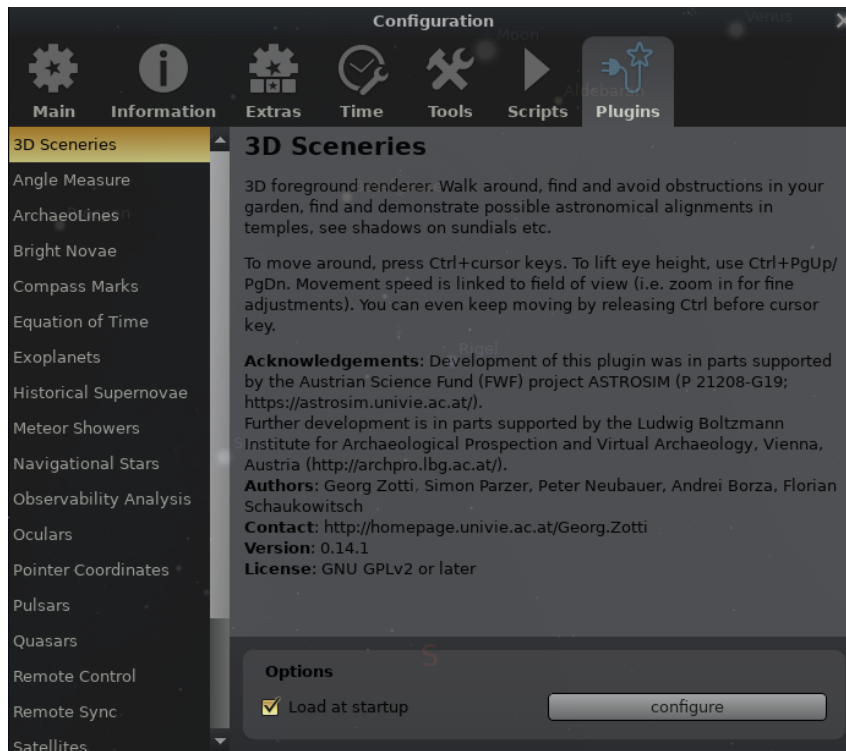 Configuration
Venus
Moon
Aldebaran
Main
Information
Extras
Time
Tools
Scripts
Plugins
3D Sceneries
Angle Measure
ArchaeoLines
Bright Novae
Compass Marks
Equation of Time
Exoplanets
Historical Supernovae
Meteor Showers
Navigational Stars
Observability Analysis
Oculars
Pointer Coordinates
Pulsars
Quasars
Remote Control
Remote Sync
Satellites
3D Sceneries
3D foreground renderer. Walk around, find and avoid obstructions in your
garden, find and demonstrate possible astronomical alignments in
temples, see shadows on sundials etc.
To move around, press Ctrl+cursor keys. To lift eye height, use Ctrl+PgUp/
PgDn. Movement speed is linked to field of view (i.e. zoom in for fine
adjustments). You can even keep moving by releasing Ctrl before cursor
key.
Rigel
Acknowledgements: Development of this plugin was in parts supported
by the Austrian Science Fund (FWF) project ASTROSIM (P 21208-G19;
https://astrosim.univie.ac.at/).
Further development is in parts supported by the Ludwig Boltzmann
Institute for Archaeological Prospection and Virtual Archaeology, Vienna,
Austria (http://archpro.lbg.ac.at/).
Authors: Georg Zotti, Simon Parzer, Peter Neubauer, Andrei Borza, Florian
Schaukowitsch
Contact: http://homepage.univie.ac.at/Georg.Zotti
Version: 0.14.1
License: GNU GPLv2 or later
S
Options
Load at startup
configure